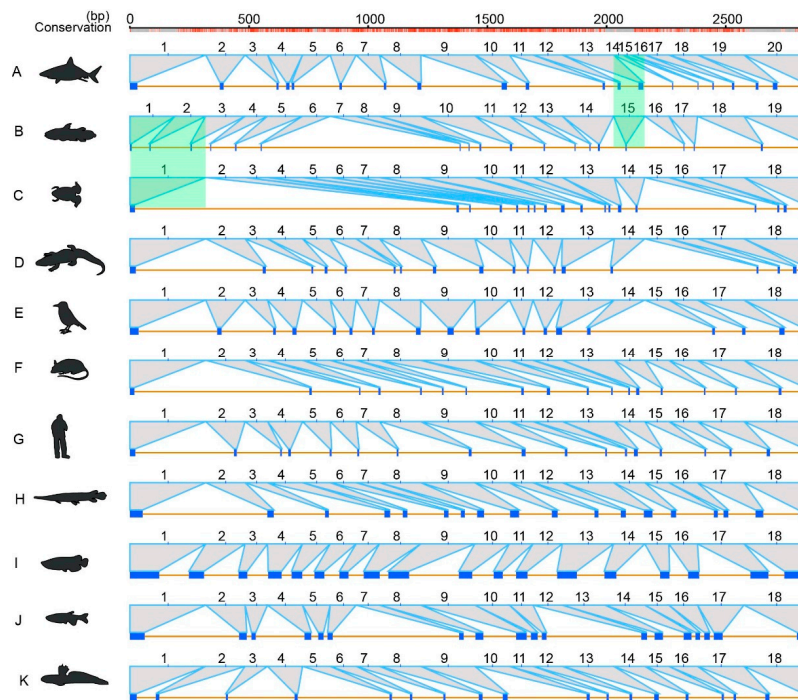 (bp)
0 500 1000 1500 2000 2500
Conservation
A 1 2 3 4 5 6 7 8 9 10 11 12 13 14 15 16 17 18 19 20
B 1 2 3 4 5 6 7 8 9 10 11 12 13 14 15 16 17 18
C 1 2 3 4 5 6 7 8 9 10 11 12 13 14 15 16 17 18
D 1 2 3 4 5 6 7 8 9 10 11 12 13 14 15 16 17 18
E 1 2 3 4 5 6 7 8 9 10 11 12 13 14 15 16 17 18
F 1 2 3 4 5 6 7 8 9 10 11 12 13 14 15 16 17 18
G 1 2 3 4 5 6 7 8 9 10 11 12 13 14 15 16 17 18
H 1 2 3 4 5 6 7 8 9 10 11 12 13 14 15 16 17 18
I 1 2 3 4 5 6 7 8 9 10 11 12 13 14 15 16 17 18
J 1 2 3 4 5 6 7 8 9 10 11 12 13 14 15 16 17 18
K 1 2 3 4 5 6 7 8 9 10 11 12 13 14 15 16 17 18